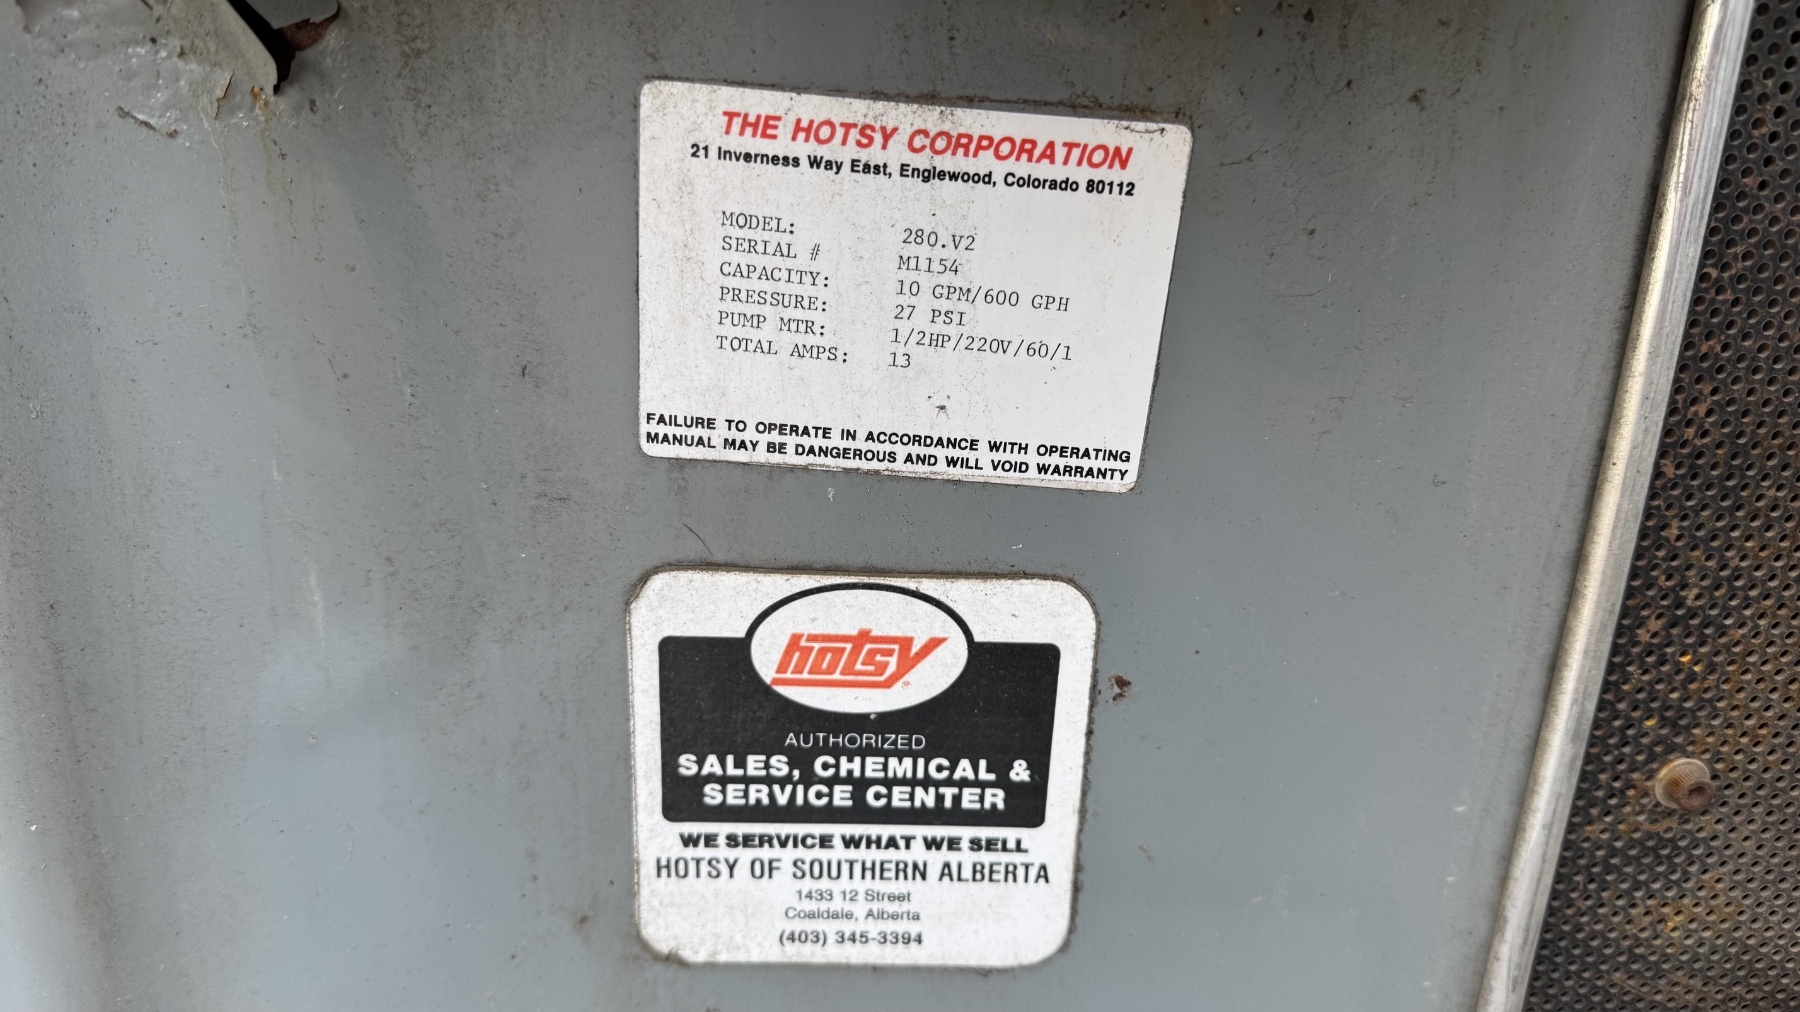 THE HOTSY CORPORATION
21 Inverness Way East, Englewood, Colorado 80112
MODEL: 280.V2
SERIAL # M1154
CAPACITY: 10 GPM/600 GPH
PRESSURE: 27 PSI
PUMP MTR: 1/2HP/220V/60/1
TOTAL AMPS: 13
FAILURE TO OPERATE IN ACCORDANCE WITH OPERATING
MANUAL MAY BE DANGEROUS AND WILL VOID WARRANTY
hotsy®
AUTHORIZED
SALES, CHEMICAL &
SERVICE CENTER
WE SERVICE WHAT WE SELL
HOTSY OF SOUTHERN ALBERTA
1433 12 Street
Coaldale, Alberta
(403) 345-3394